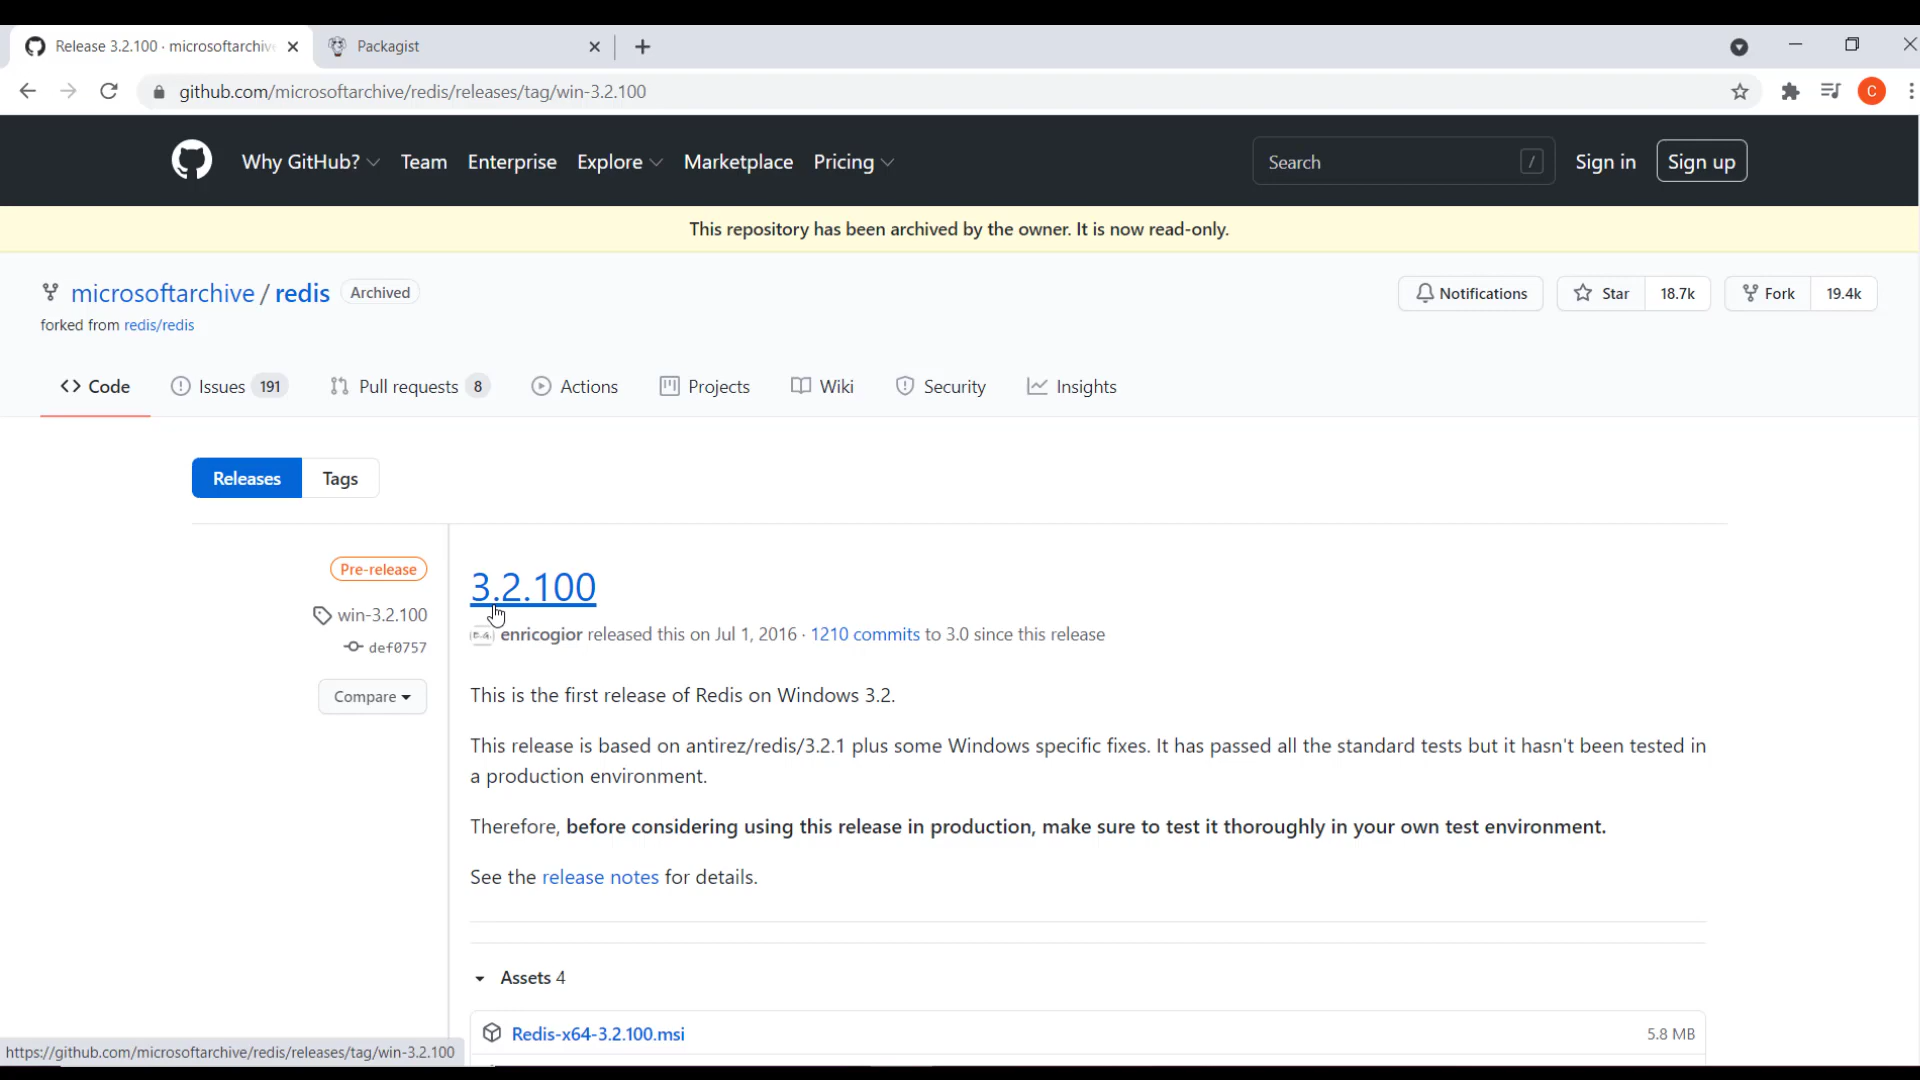 Release 3.2.100 · microsoftarchiv
Packagist
github.com/microsoftarchive/redis/releases/tag/win-3.2.100
C
Why GitHub? Team Enterprise Explore Marketplace Pricing
Search /
Sign in
Sign up
This repository has been archived by the owner. It is now read-only.
microsoftarchive / redis Archived
forked from redis/redis
Notifications
Star 18.7k
Fork 19.4k
Code
Issues 191
Pull requests 8
Actions
Projects
Wiki
Security
Insights
Releases Tags
Pre-release
win-3.2.100
def0757
Compare
3.2.100
enricogior released this on Jul 1, 2016 · 1210 commits to 3.0 since this release
This is the first release of Redis on Windows 3.2.
This release is based on antirez/redis/3.2.1 plus some Windows specific fixes. It has passed all the standard tests but it hasn't been tested in
a production environment.
Therefore, before considering using this release in production, make sure to test it thoroughly in your own test environment.
See the release notes for details.
Assets 4
Redis-x64-3.2.100.msi 5.8 MB
https://github.com/microsoftarchive/redis/releases/tag/win-3.2.100